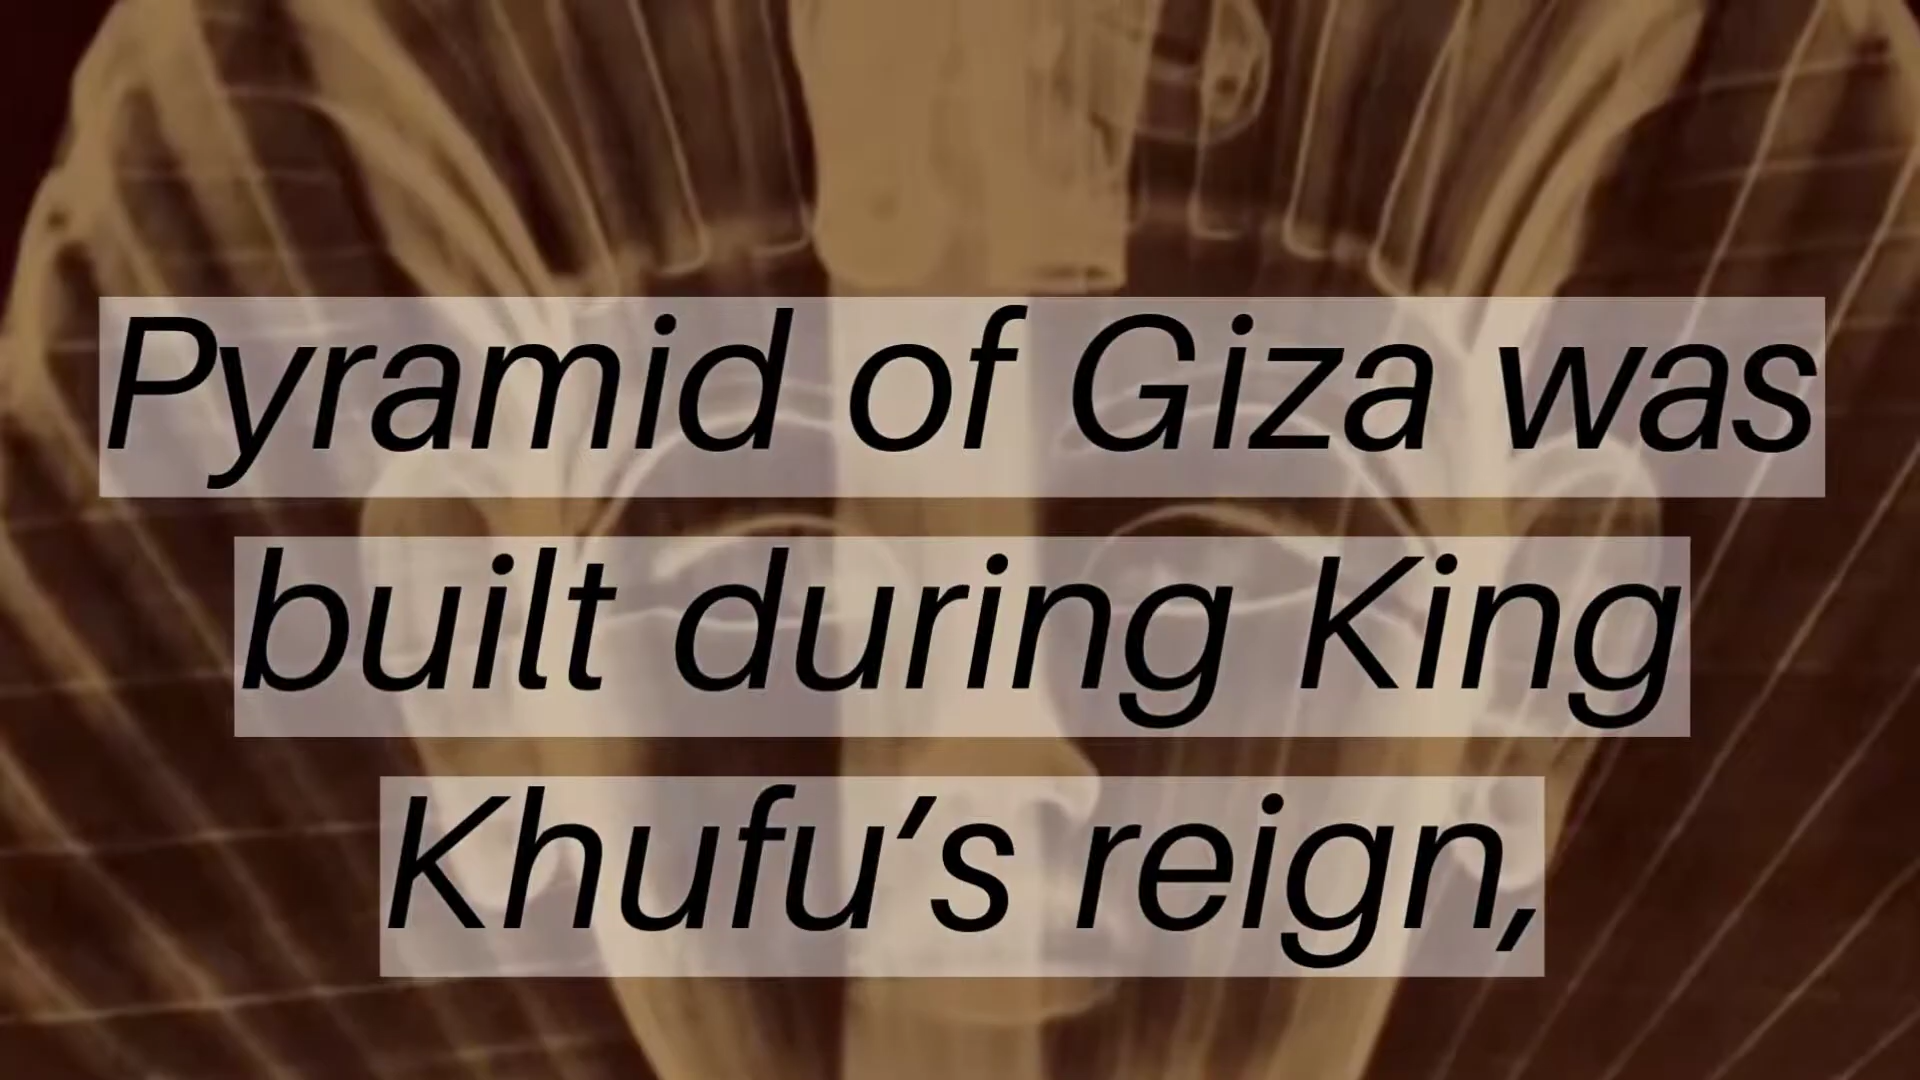 Pyramid of Giza was
built during King
Khufu’s reign,